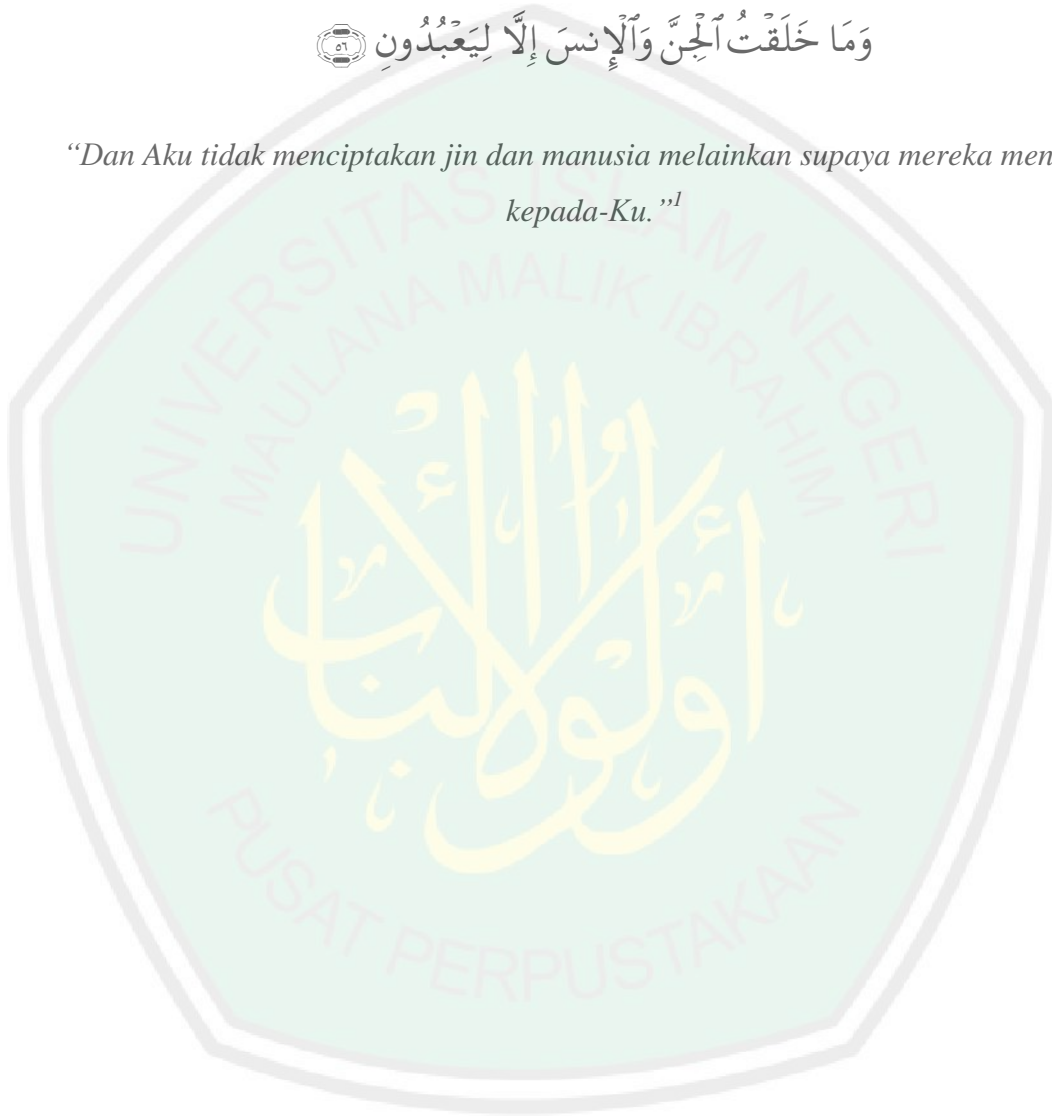 وَمَا خَلَقْتُ ٱلْجِنَّ وَٱلْإِنسَ إِلَّا لِيَعْبُدُونِ ۝٥٦
“Dan Aku tidak menciptakan jin dan manusia melainkan supaya mereka men
kepada-Ku.”1
UNIVERSITAS ISLAM NEGERI
MAULANA MALIK IBRAHIM
PUSAT PERPUSTAKAAN